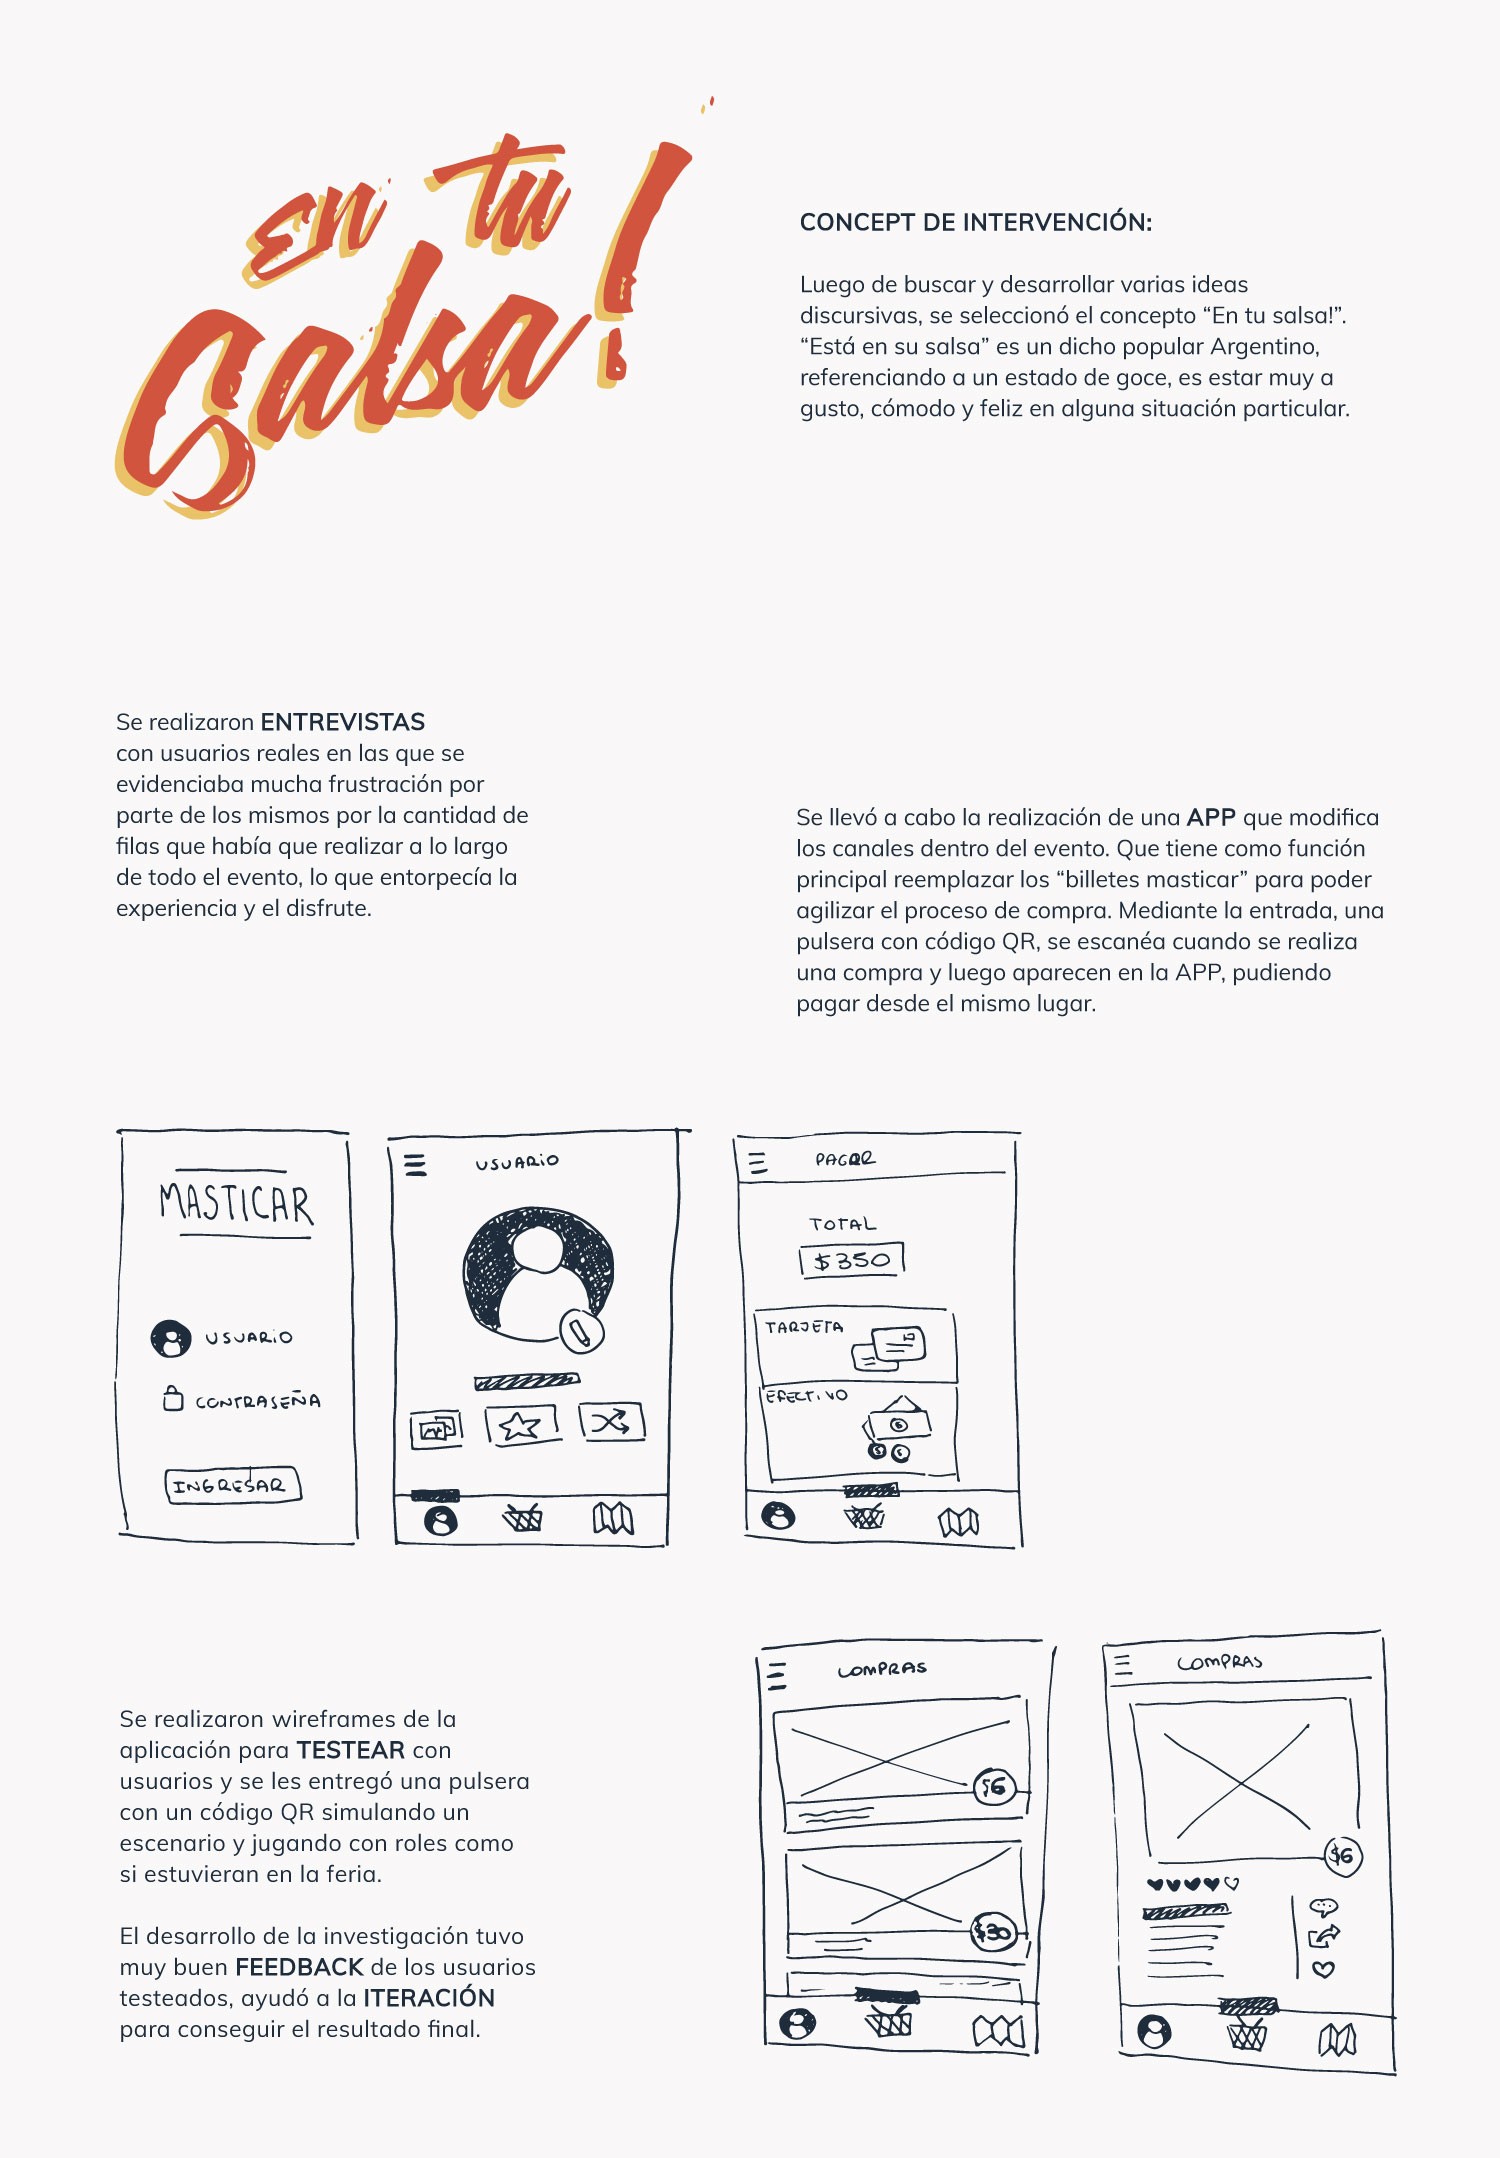 En tu
Salsa!
CONCEPT DE INTERVENCIÓN:
Luego de buscar y desarrollar varias ideas
discursivas, se seleccionó el concepto “En tu salsa!”.
“Está en su salsa” es un dicho popular Argentino,
referenciando a un estado de goce, es estar muy a
gusto, cómodo y feliz en alguna situación particular.
Se realizaron ENTREVISTAS
con usuarios reales en las que se
evidenciaba mucha frustración por
parte de los mismos por la cantidad de
filas que había que realizar a lo largo
de todo el evento, lo que entorpecía la
experiencia y el disfrute.
Se llevó a cabo la realización de una APP que modifica
los canales dentro del evento. Que tiene como función
principal reemplazar los “billetes masticar” para poder
agilizar el proceso de compra. Mediante la entrada, una
pulsera con código QR, se escanéa cuando se realiza
una compra y luego aparecen en la APP, pudiendo
pagar desde el mismo lugar.
MASTICAR
USUARIO
CONTRASEÑA
INGRESAR
USUARIO
PAGAR
TOTAL
$350
TARJETA
EFECTIVO
Se realizaron wireframes de la
aplicación para TESTEAR con
usuarios y se les entregó una pulsera
con un código QR simulando un
escenario y jugando con roles como
si estuvieran en la feria.
El desarrollo de la investigación tuvo
muy buen FEEDBACK de los usuarios
testeados, ayudó a la ITERACIÓN
para conseguir el resultado final.
COMPRAS
$6
$30
COMPRAS
$6